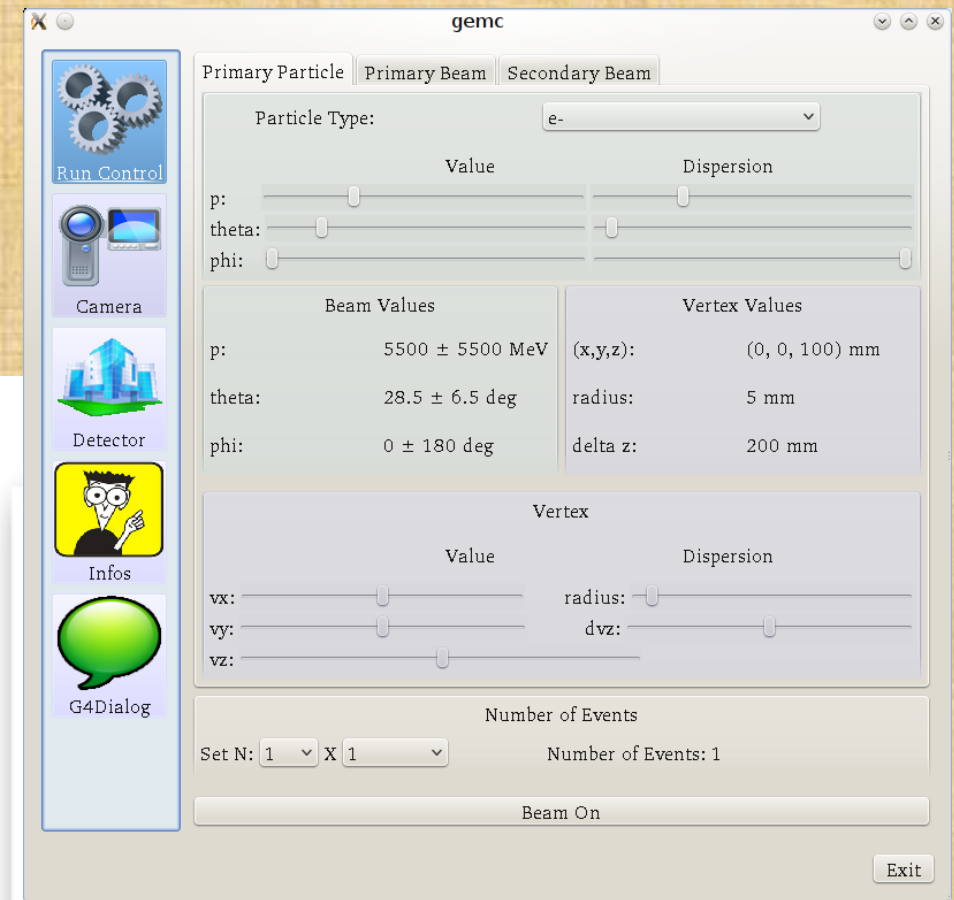 gemc
Run Control
Camera
Detector
Infos
G4Dialog
Primary Particle Primary Beam Secondary Beam
Particle Type: e-
Value Dispersion
p:
theta:
phi:
Beam Values
p: 5500 ± 5500 MeV
theta: 28.5 ± 6.5 deg
phi: 0 ± 180 deg
Vertex Values
(x,y,z): (0, 0, 100) mm
radius: 5 mm
delta z: 200 mm
Vertex
Value Dispersion
vx: radius:
vy: dvz:
vz:
Number of Events
Set N: 1 X 1 Number of Events: 1
Beam On
Exit